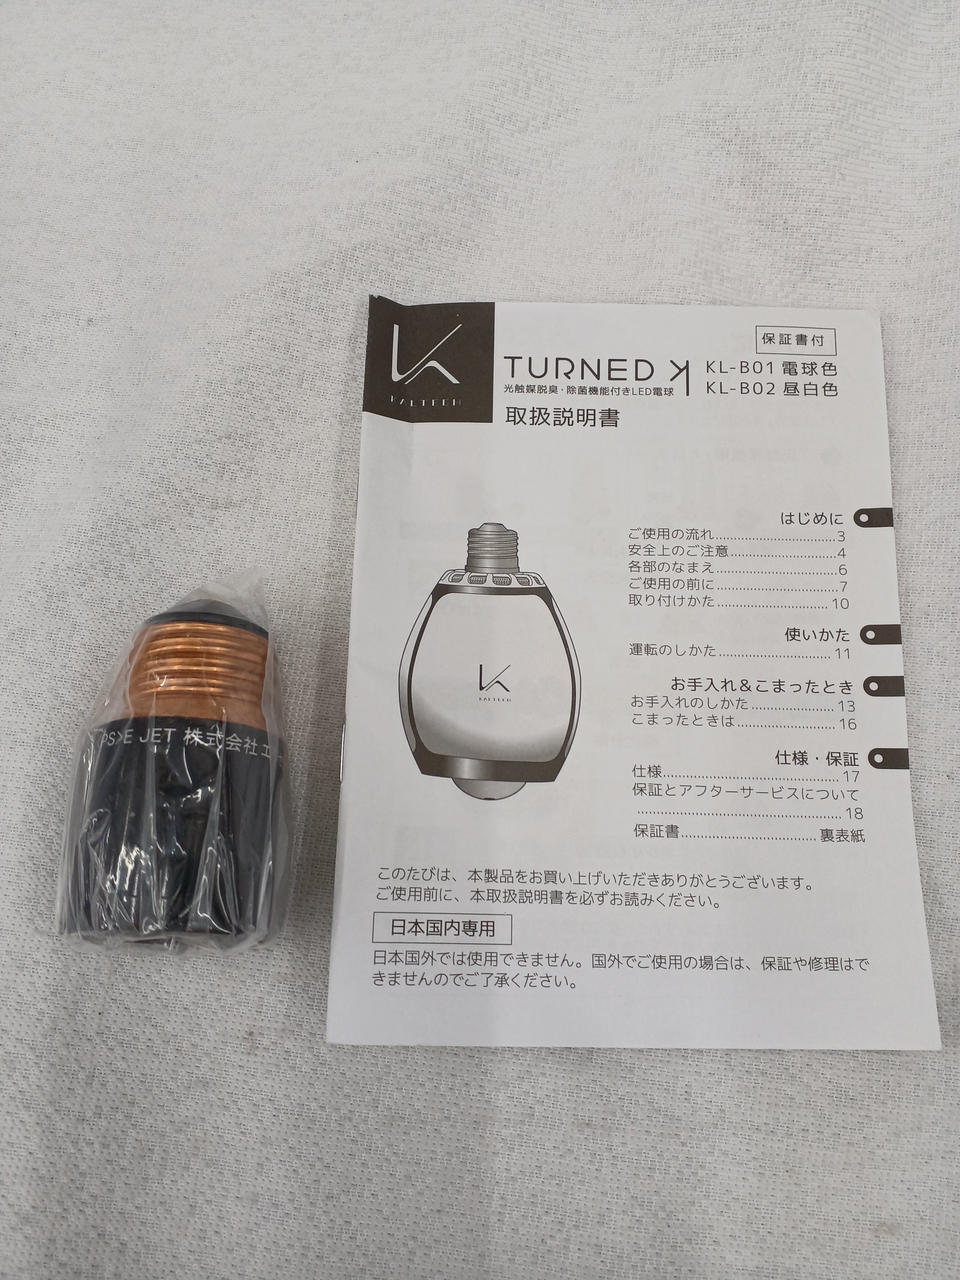 KALTECH
TURNED K
光触媒脱臭・除菌機能付きLED電球
取扱説明書
保証書付
KL-B01 電球色
KL-B02 昼白色
KALTECH
はじめに
ご使用の流れ..............................3
安全上のご注意..........................4
各部のなまえ..............................6
ご使用の前に..............................7
取り付けかた............................10
使いかた
運転のしかた............................11
お手入れ&こまったとき
お手入れのしかた......................13
こまったときは..........................16
仕様・保証
仕様..........................................17
保証とアフターサービスについて
..................................................18
保証書..................................裏表紙
このたびは、本製品をお買い上げいただきありがとうございます。
ご使用前に、本取扱説明書を必ずお読みください。
日本国内専用
日本国外では使用できません。国外でご使用の場合は、保証や修理はで
きませんのでご了承ください。
PS>E JET 株式会社エ